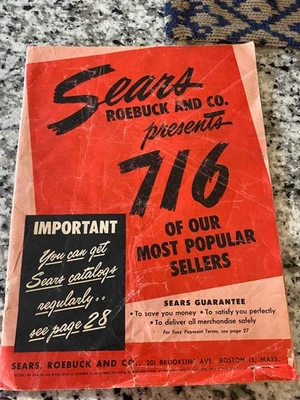 Sears
ROEBUCK AND CO.
presents
716
OF OUR
MOST POPULAR
SELLERS
IMPORTANT
You can get
Sears catalogs
regularly..
see page 28
SEARS GUARANTEE
• To save you money • To satisfy you perfectly
• To deliver all merchandise safely
For Easy Payment Terms, see page 27
SEARS, ROEBUCK AND CO., 201 BROOKLINE AVE., BOSTON 15, MASS.